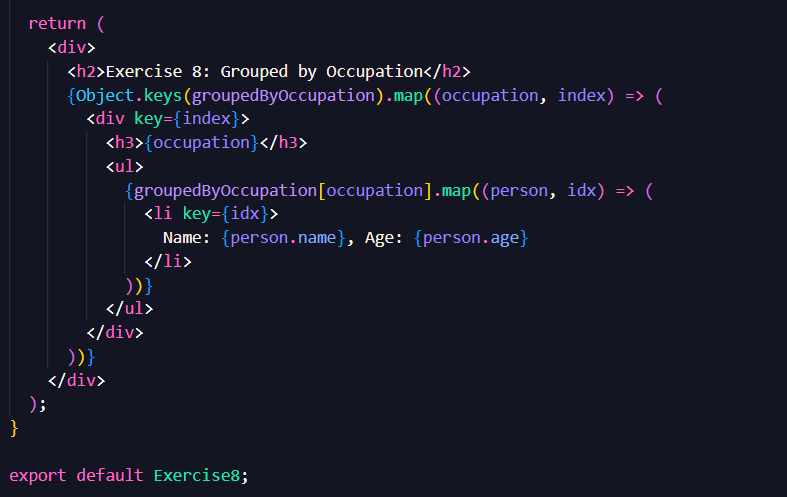 return (
<div>
<h2>Exercise 8: Grouped by Occupation</h2>
{Object.keys(groupedByOccupation).map((occupation, index) => (
<div key={index}>
<h3>{occupation}</h3>
<ul>
{groupedByOccupation[occupation].map((person, idx) => (
<li key={idx}>
Name: {person.name}, Age: {person.age}
</li>
))}
</ul>
</div>
))}
</div>
);
}
export default Exercise8;